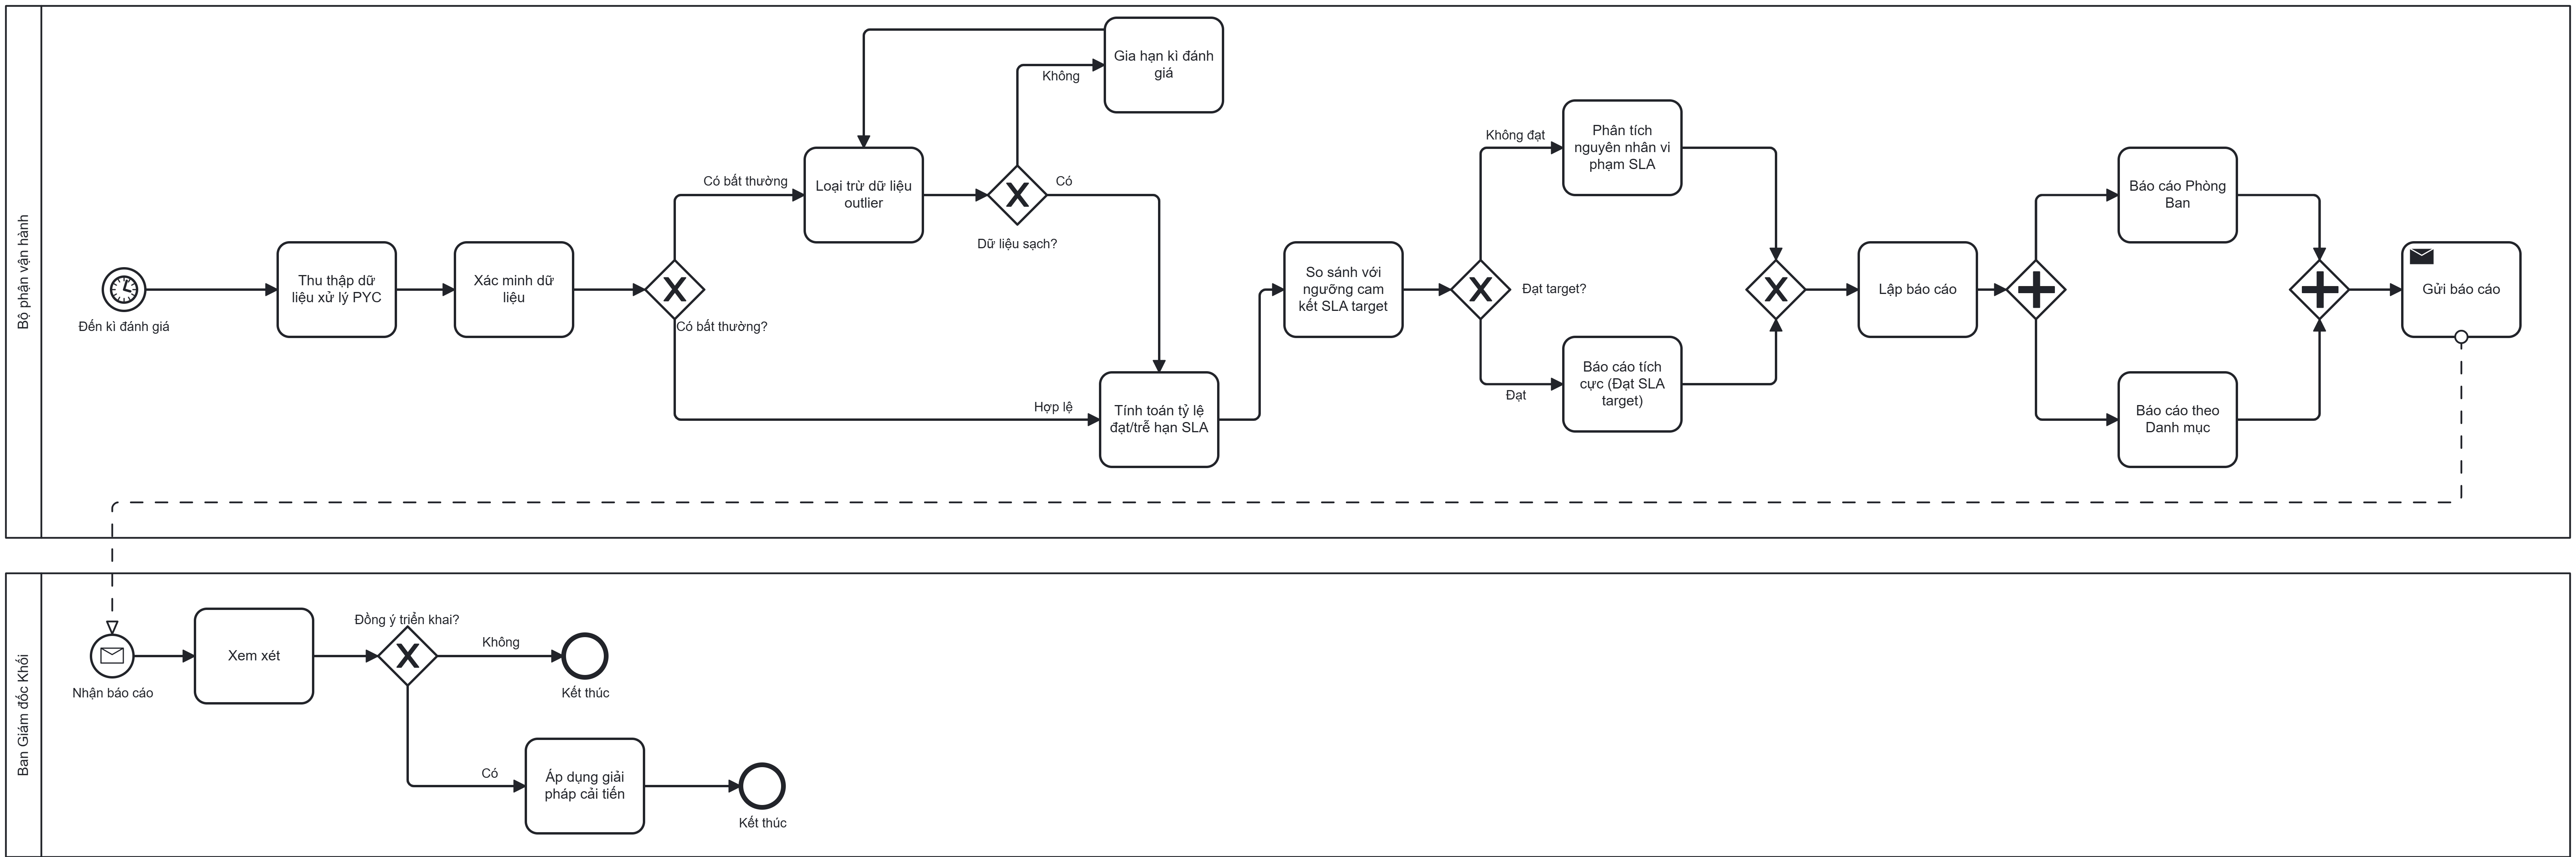 Bộ phận vận hành
Đến kì đánh giá
Thu thập dữ
liệu xử lý PYC
Xác minh dữ
liệu
Có bất thường?
Có bất thường
Hợp lệ
Loại trừ dữ liệu
outlier
Dữ liệu sạch?
Không
Có
Gia hạn kì đánh
giá
Tính toán tỷ lệ
đạt/trễ hạn SLA
So sánh với
ngưỡng cam
kết SLA target
Đạt target?
Không đạt
Đạt
Phân tích
nguyên nhân vi
phạm SLA
Báo cáo tích
cực (Đạt SLA
target)
Lập báo cáo
Báo cáo Phòng
Ban
Báo cáo theo
Danh mục
Gửi báo cáo
Ban Giám đốc Khối
Nhận báo cáo
Xem xét
Đồng ý triển khai?
Không
Kết thúc
Có
Áp dụng giải
pháp cải tiến
Kết thúc